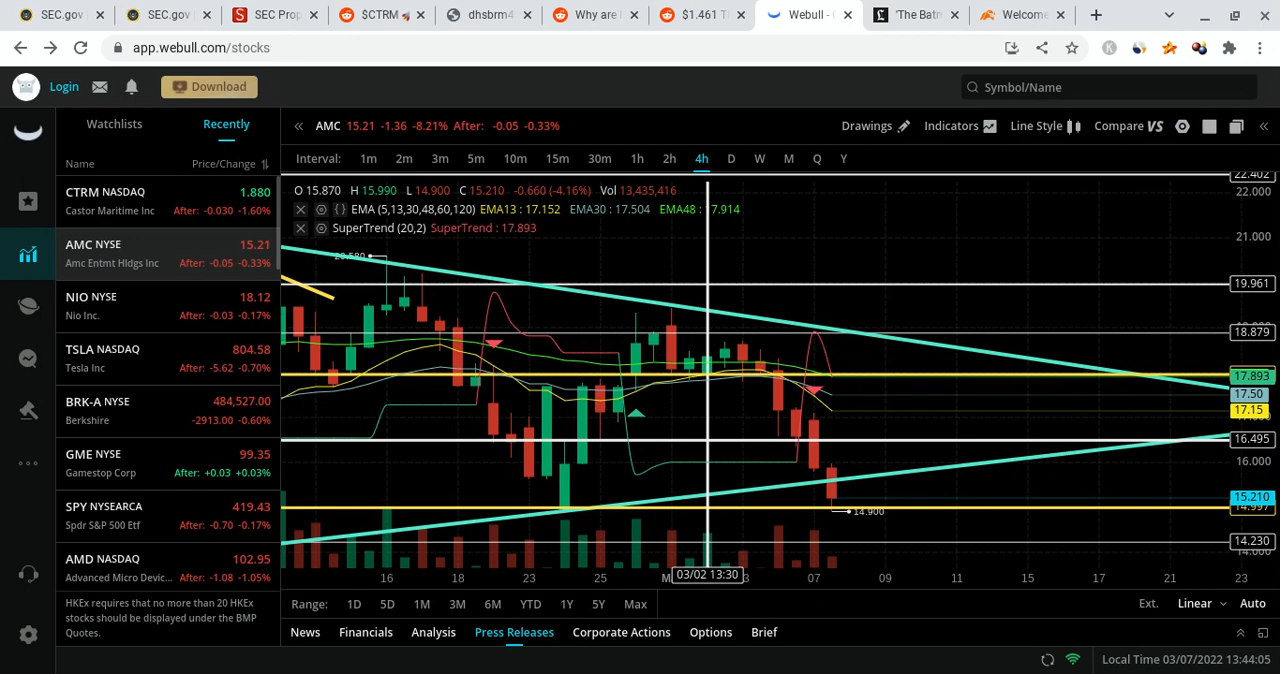 SEC.gov
SEC.gov
SEC Prop
$CTRM
dhsbrm4
Why are
$1.461 T
Webull -
'The Batm
Welcome
app.webull.com/stocks
Login
Download
Symbol/Name
Watchlists
Recently
Name
Price/Change
CTRM NASDAQ
1.880
Castor Maritime Inc
After: -0.030 -1.60%
AMC NYSE
15.21
Amc Entmt Hldgs Inc
After: -0.05 -0.33%
NIO NYSE
18.12
Nio Inc.
After: -0.03 -0.17%
TSLA NASDAQ
804.58
Tesla Inc
After: -5.62 -0.70%
BRK-A NYSE
484,527.00
Berkshire
-2913.00 -0.60%
GME NYSE
99.35
Gamestop Corp
After: +0.03 +0.03%
SPY NYSEARCA
419.43
Spdr S&P 500 Etf
After: -0.70 -0.17%
AMD NASDAQ
102.95
Advanced Micro Devic...
After: -1.08 -1.05%
HKEx requires that no more than 20 HKEx
stocks should be displayed under the BMP
Quotes.
AMC 15.21 -1.36 -8.21% After: -0.05 -0.33%
Drawings
Indicators
Line Style
Compare VS
Interval: 1m 2m 3m 5m 10m 15m 30m 1h 2h 4h D W M Q Y
O 15.870 H 15.990 L 14.900 C 15.210 -0.660 (-4.16%) Vol 13,435,416
EMA (5,13,30,48,60,120) EMA13 : 17.152 EMA30 : 17.504 EMA48 : 17.914
SuperTrend (20,2) SuperTrend : 17.893
20.580
14.900
22.402
22.000
21.000
19.961
18.879
17.893
17.50
17.15
16.495
16.000
15.210
14.997
14.230
14.000
16 18 23 25 03/02 13:30 07 09 11 15 17 21 23
Range: 1D 5D 1M 3M 6M YTD 1Y 5Y Max
Ext. Linear Auto
News Financials Analysis Press Releases Corporate Actions Options Brief
Local Time 03/07/2022 13:44:05